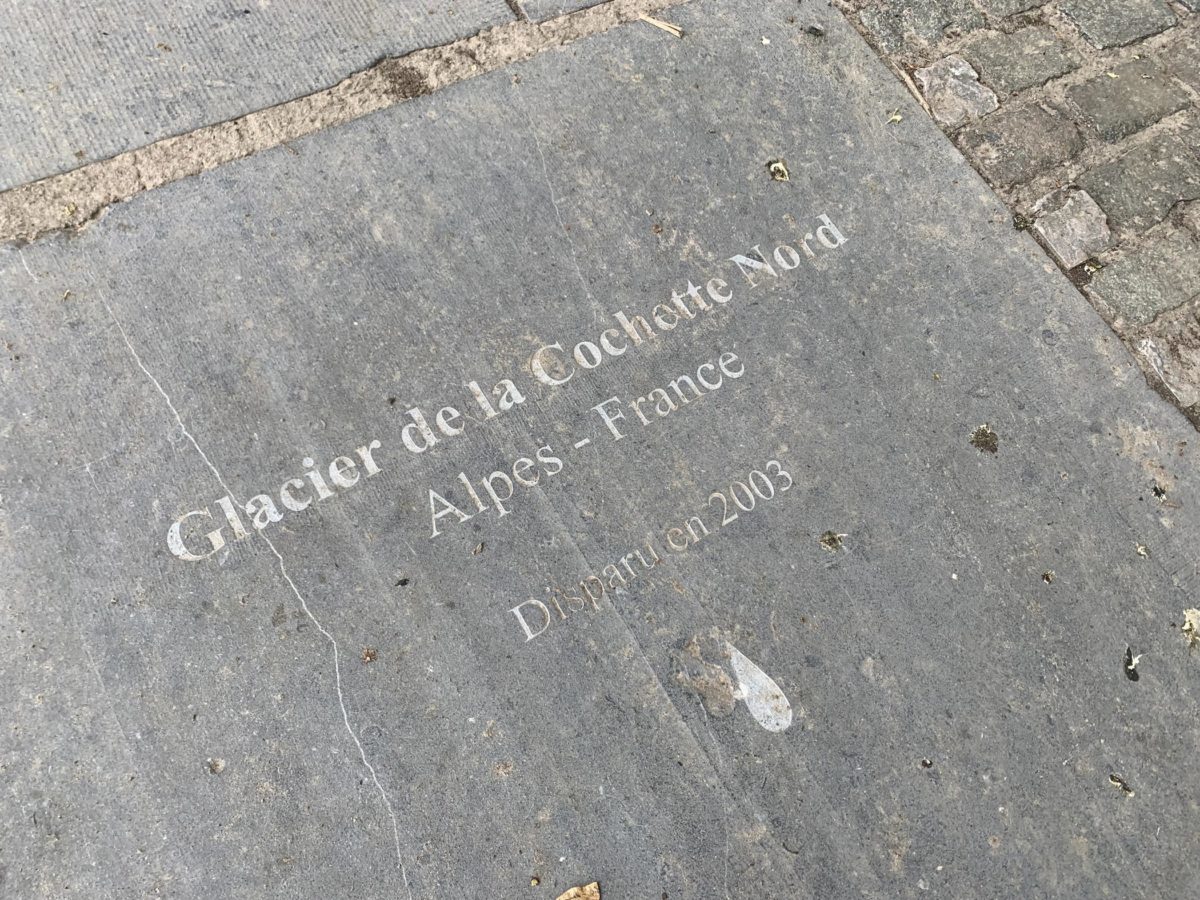 Glacier de la Cochette Nord
Alpes - France
Disparu en 2003